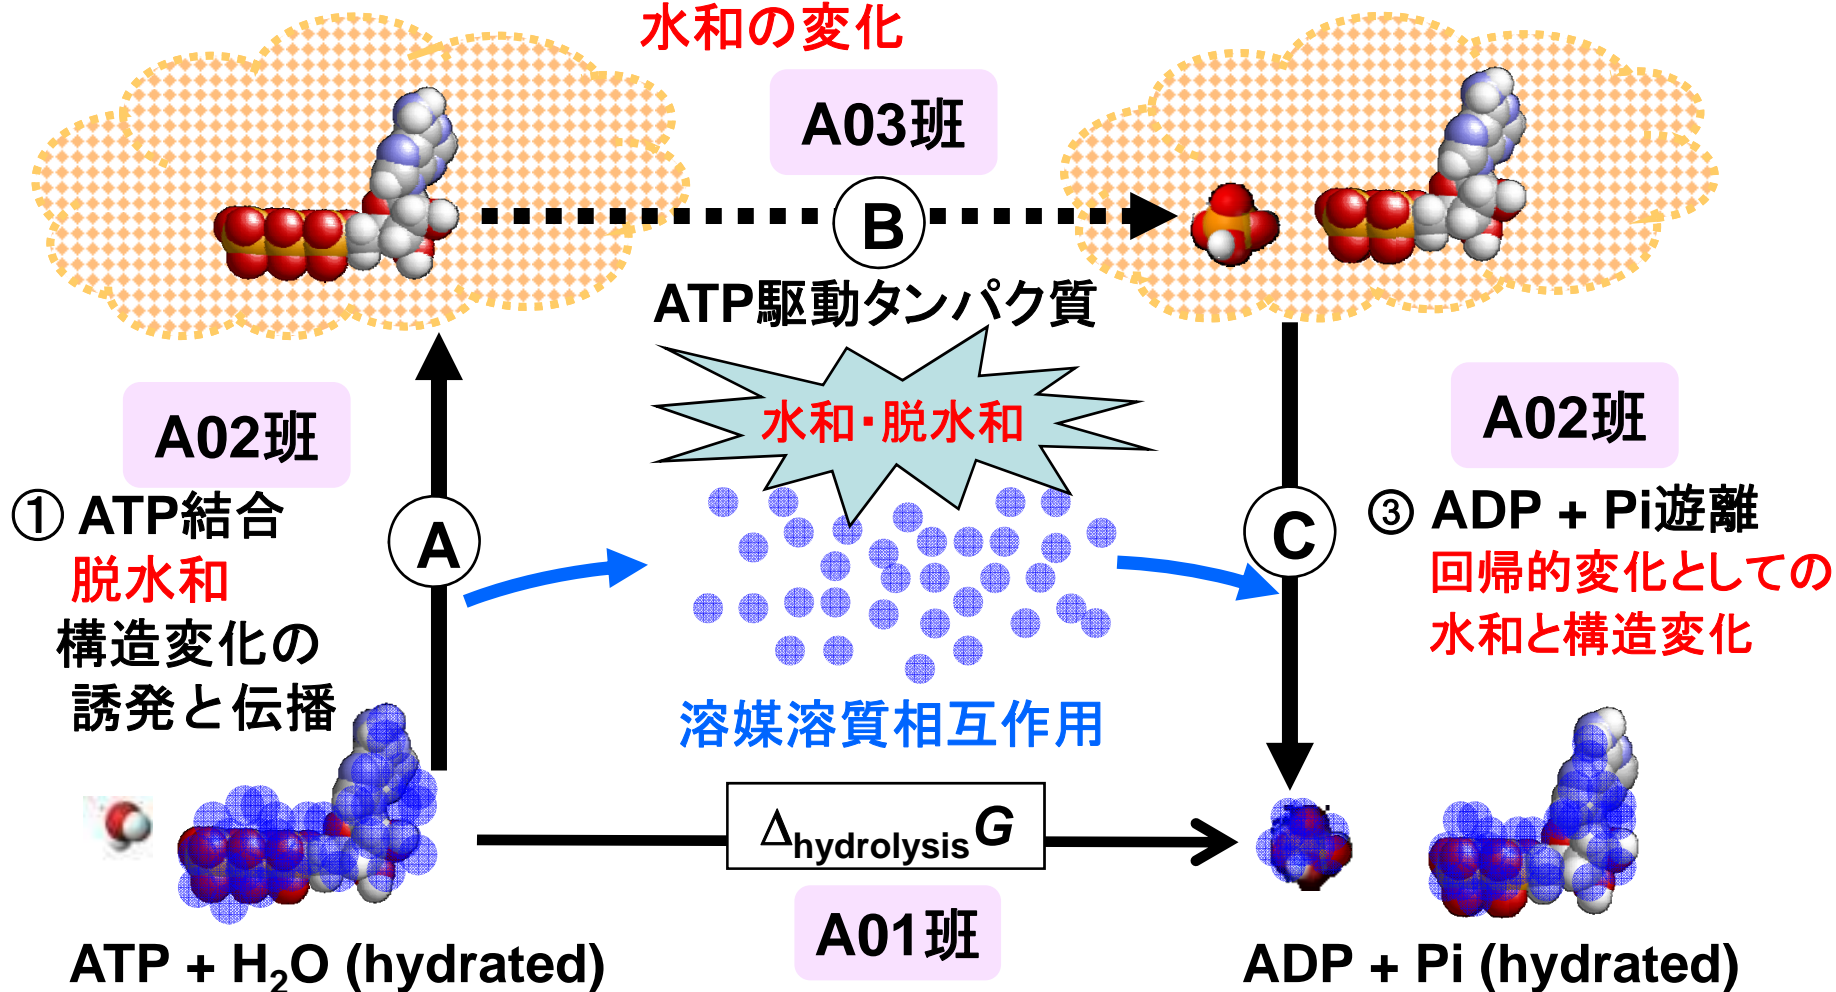 水和の変化
A03班
B
ATP駆動タンパク質
水和・脱水和
A02班
① ATP結合
脱水和
構造変化の
誘発と伝播
A
C
A02班
③ ADP + Pi遊離
回帰的変化としての
水和と構造変化
溶媒溶質相互作用
ΔhydrolysisG
A01班
ATP + H₂O (hydrated)
ADP + Pi (hydrated)